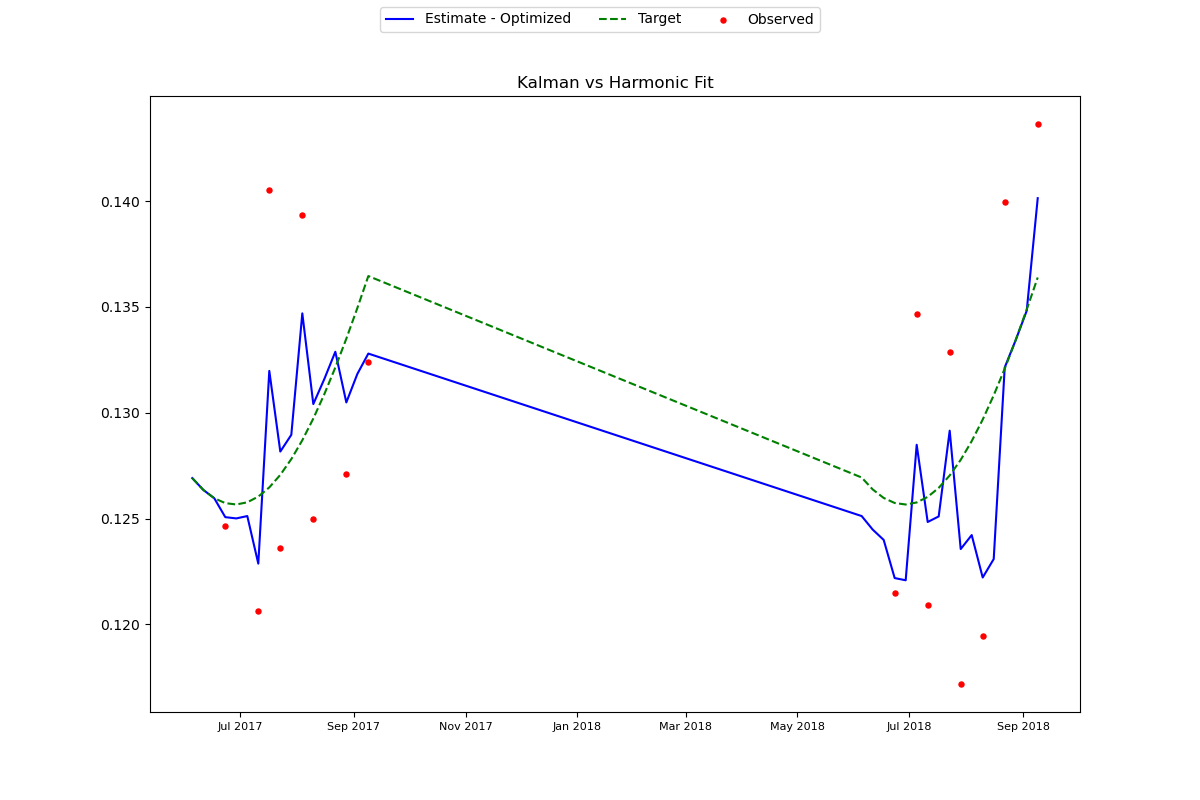 Estimate - Optimized Target Observed
Kalman vs Harmonic Fit
0.140
0.135
0.130
0.125
0.120
Jul 2017 Sep 2017 Nov 2017 Jan 2018 Mar 2018 May 2018 Jul 2018 Sep 2018